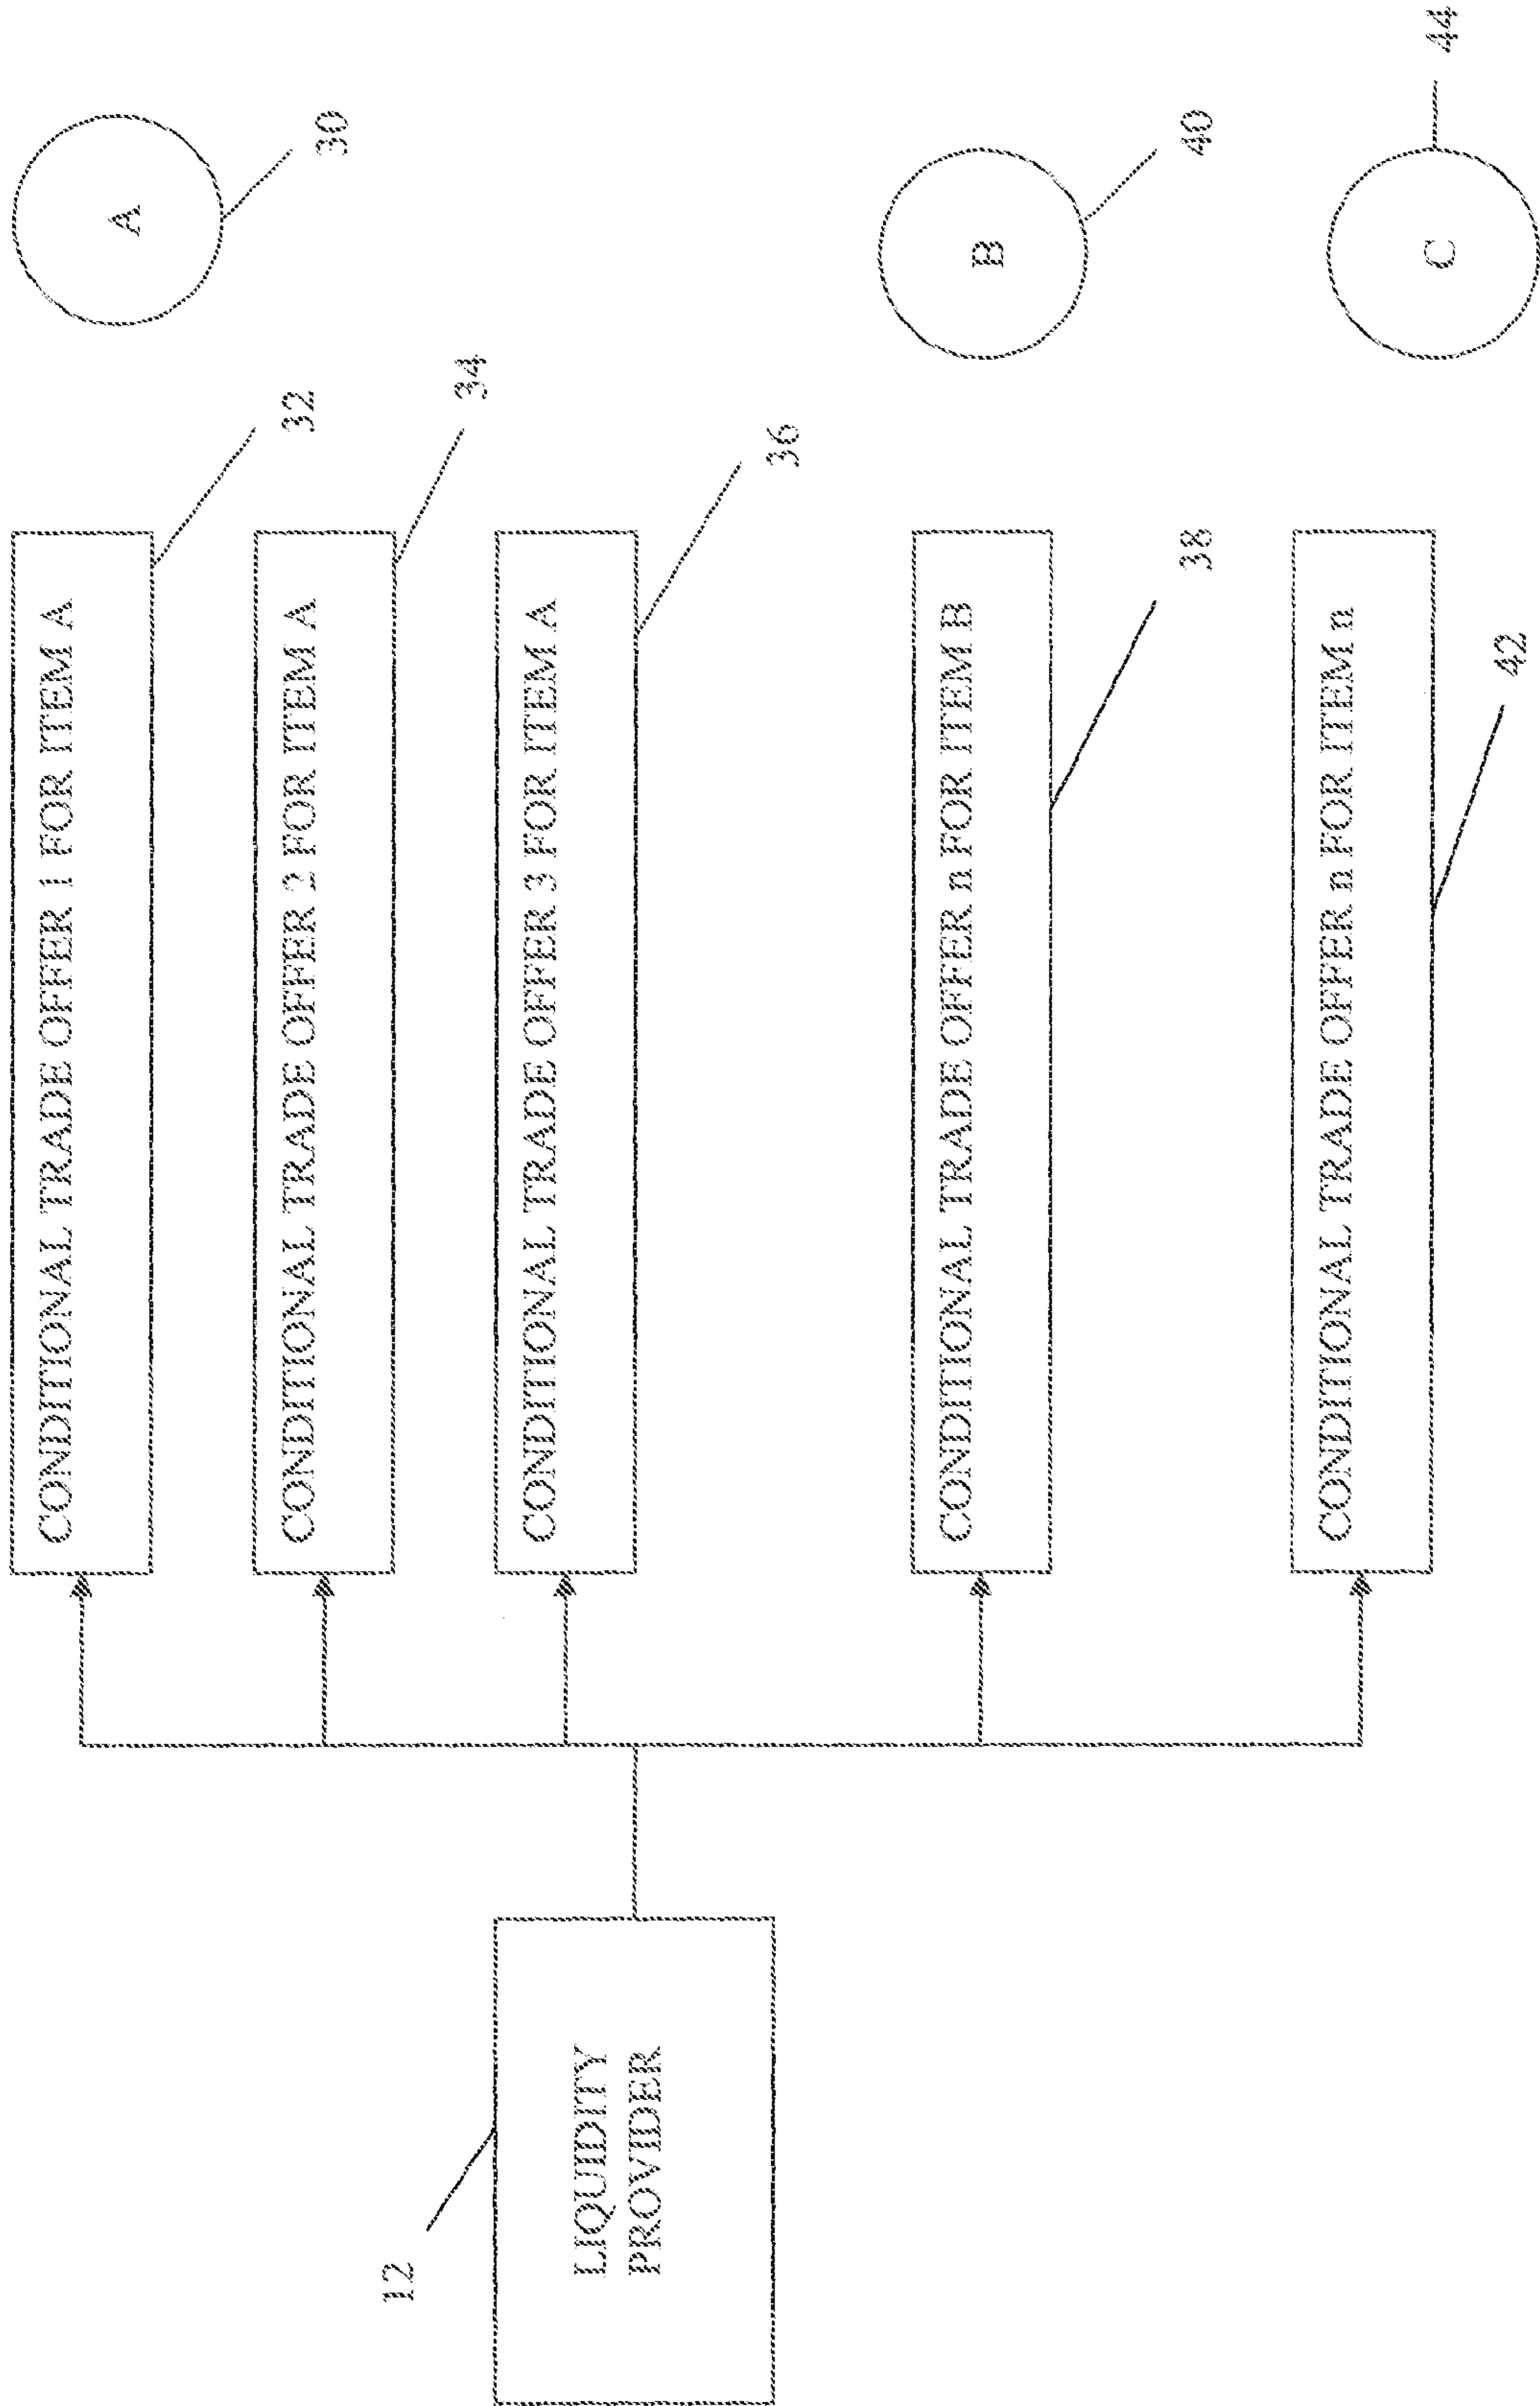 12
LIQUIDITY
PROVIDER
CONDITIONAL TRADE OFFER 1 FOR ITEM A
32
A
30
CONDITIONAL TRADE OFFER 2 FOR ITEM A
34
CONDITIONAL TRADE OFFER 3 FOR ITEM A
36
CONDITIONAL TRADE OFFER n FOR ITEM B
38
B
40
CONDITIONAL TRADE OFFER n FOR ITEM n
42
C
44